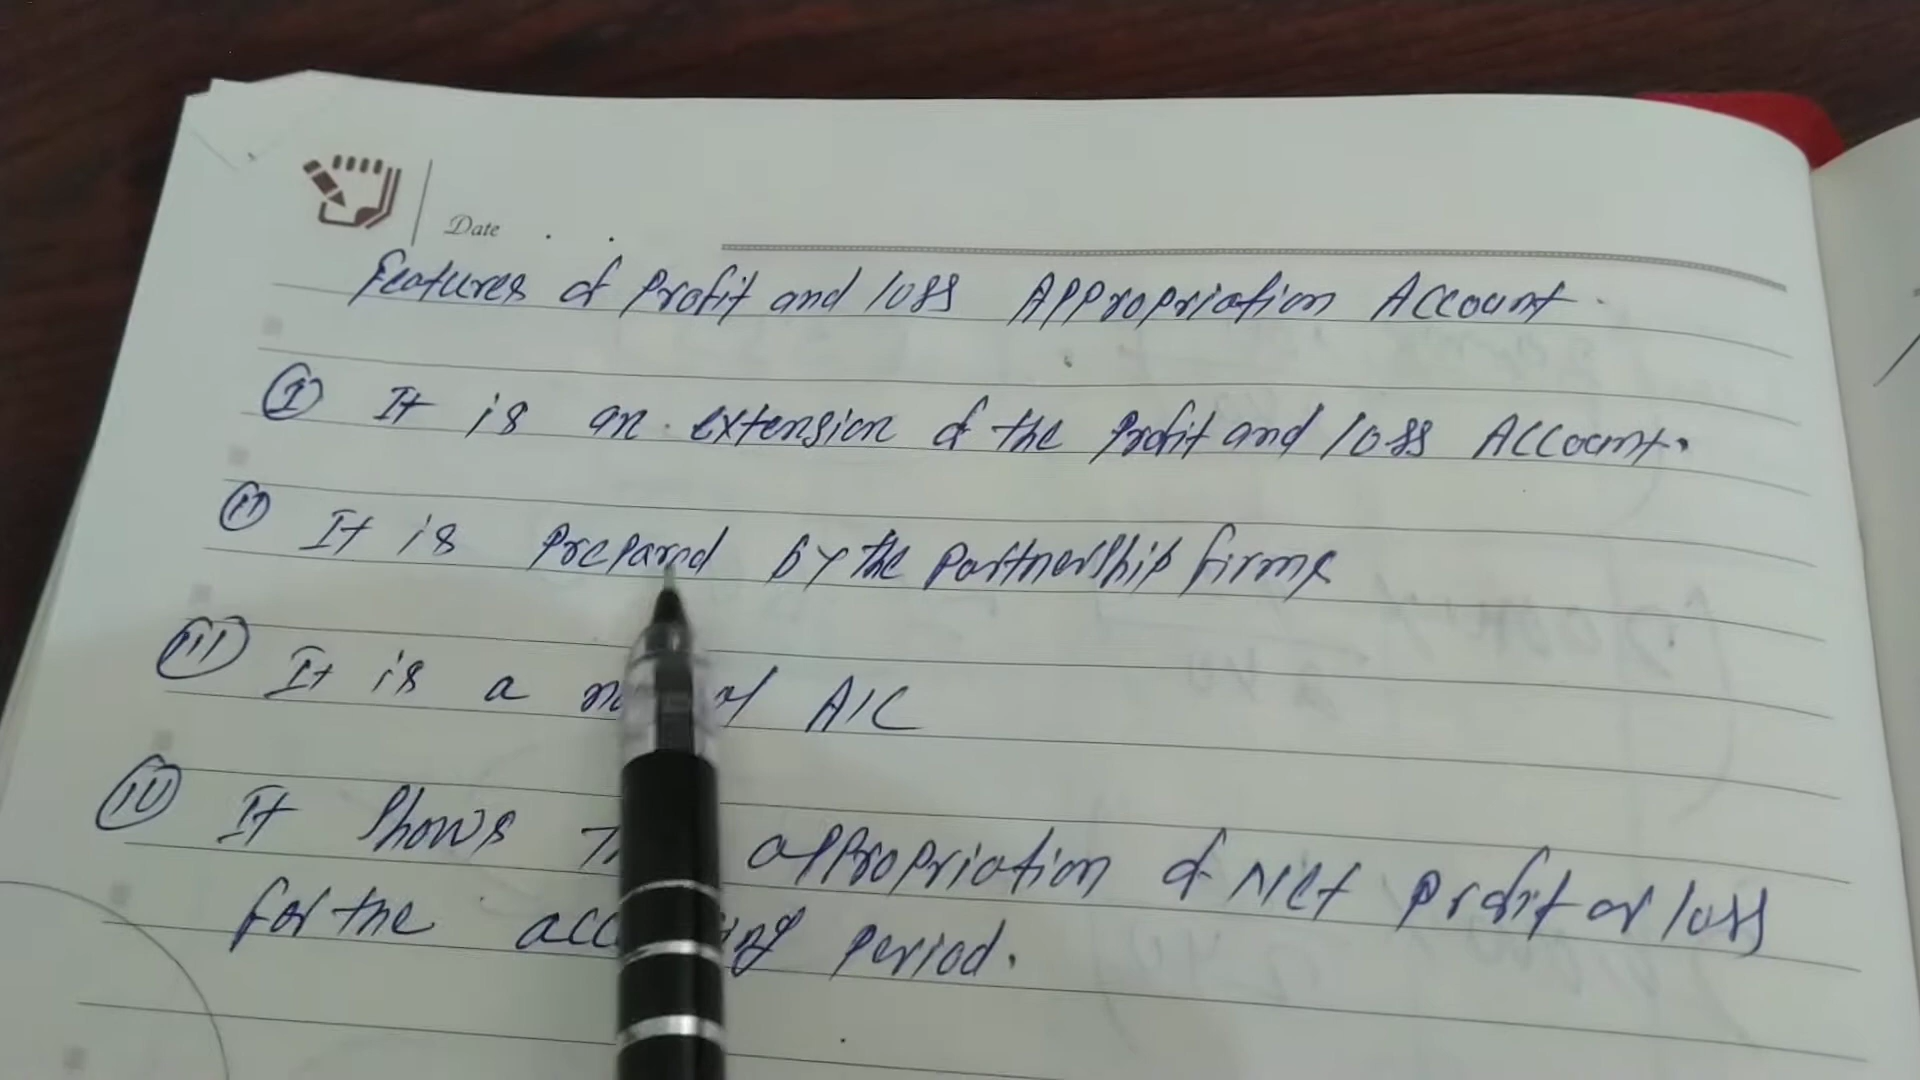 Date
Features of Profit and loss Appropriation Account.
(I) It is an extension of the Profit and loss Account.
(II) It is Prepared by the Partnership firms
(III) It is a A/C
(IV) It shows appropriation of Net Profit or loss
for the period.